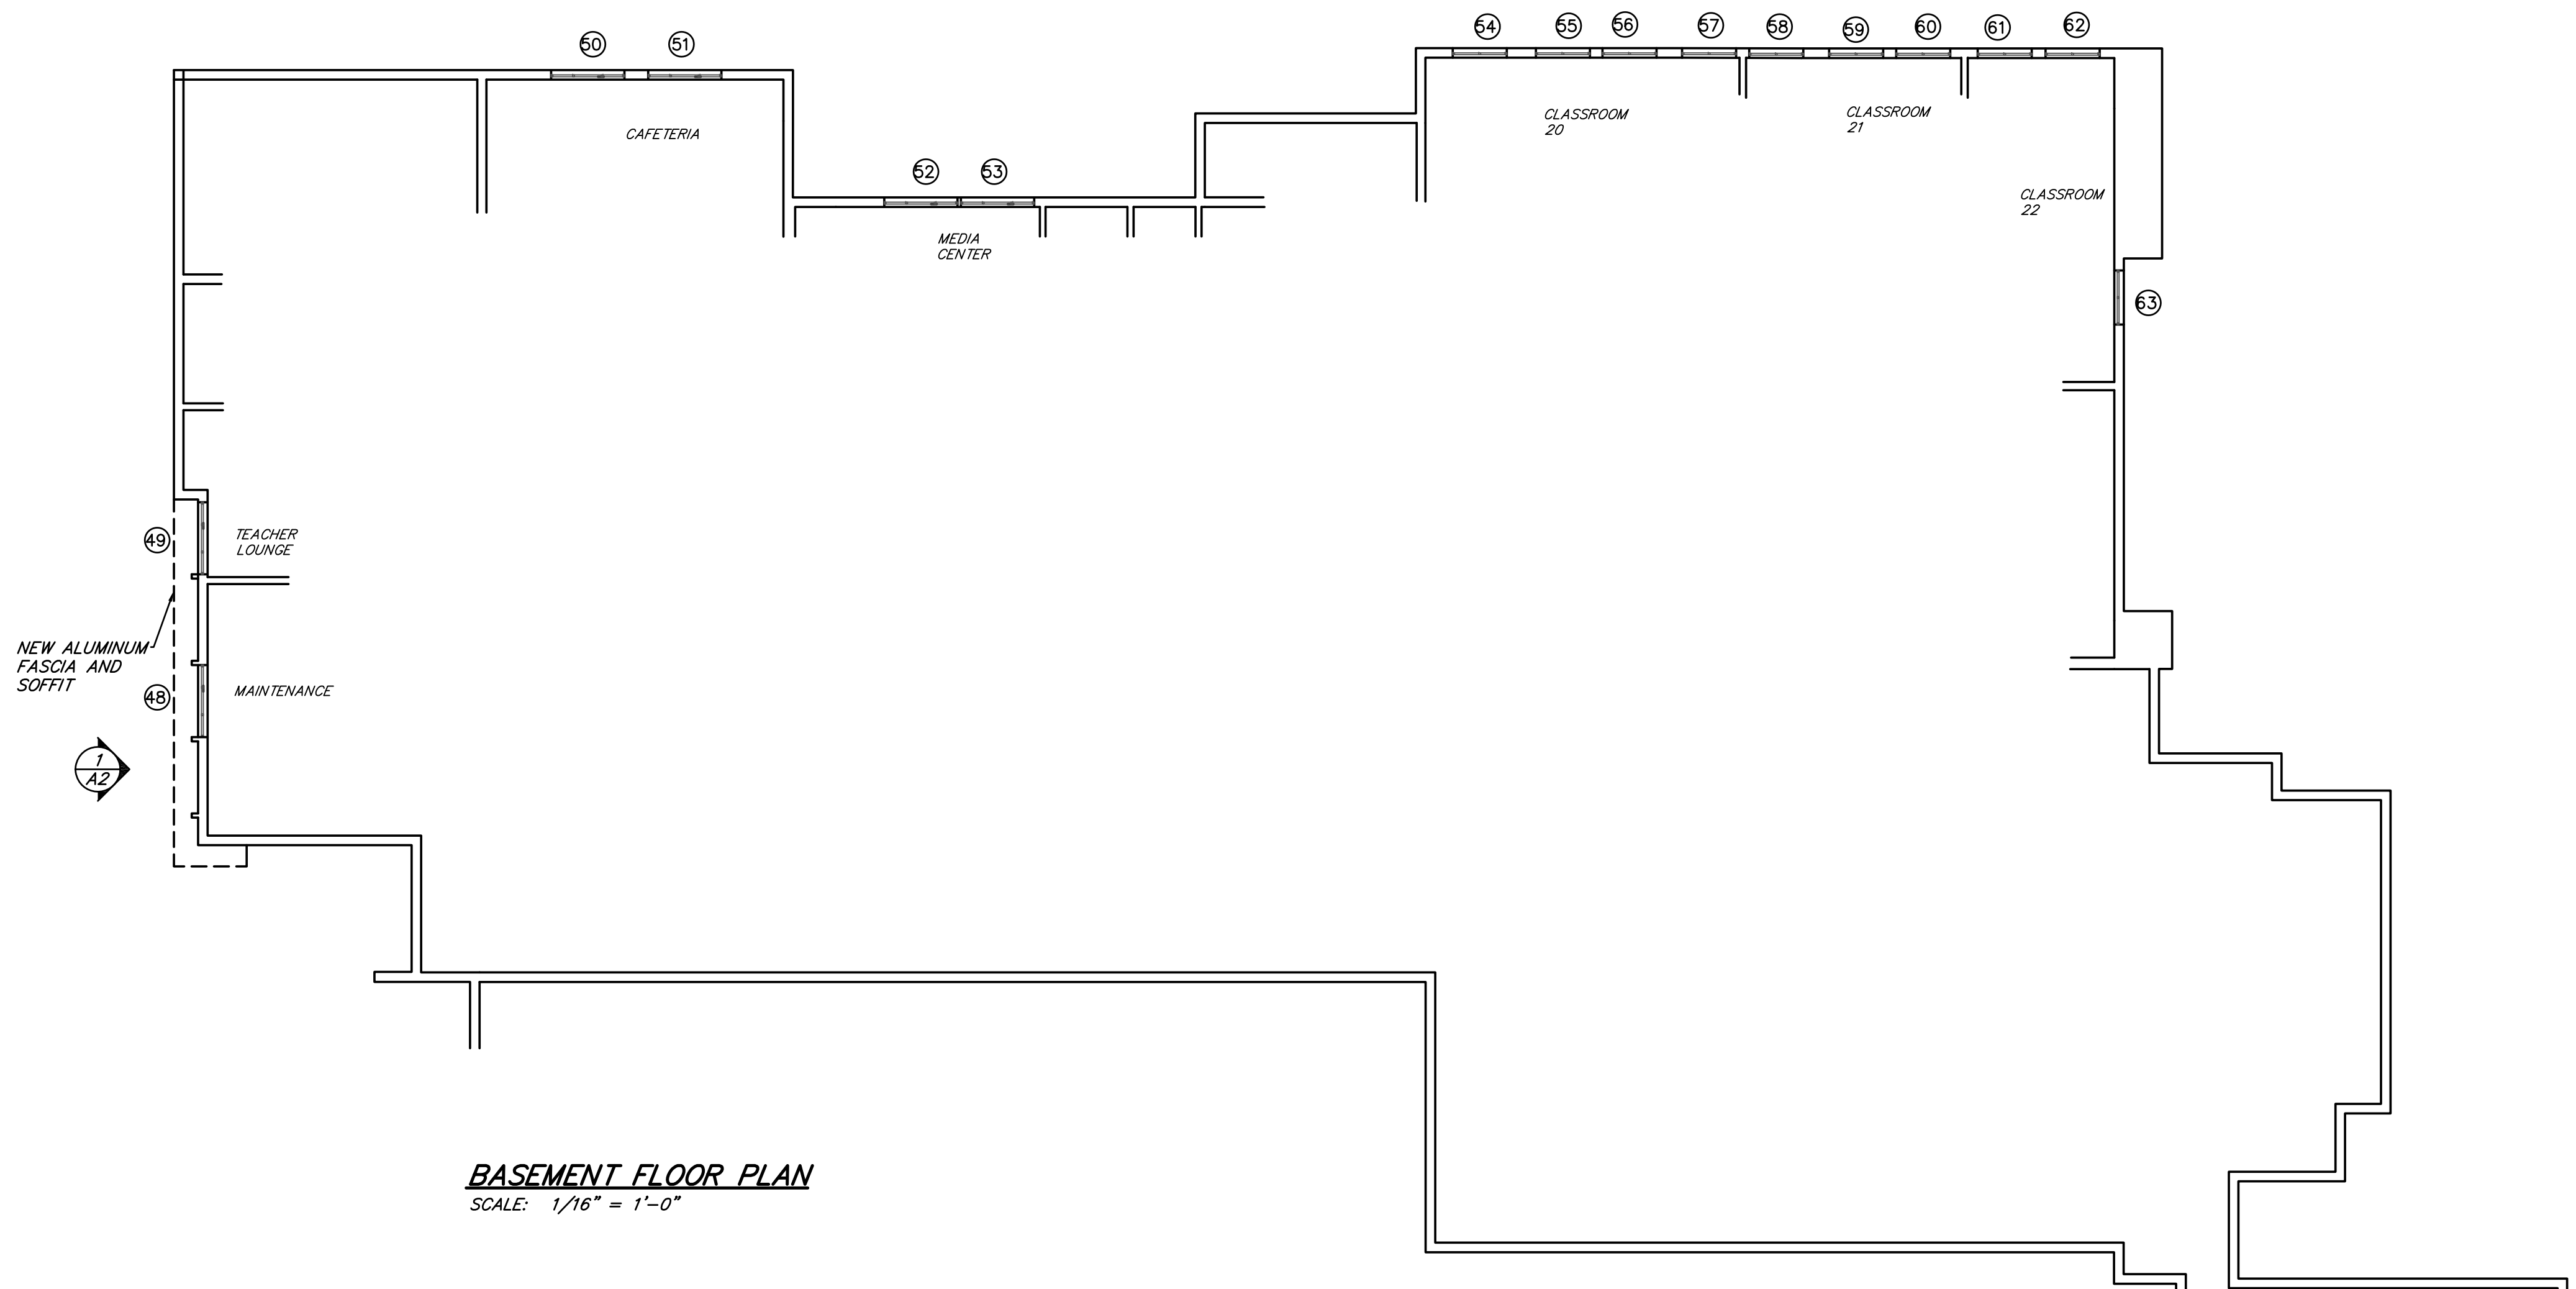 50 51 54 55 56 57 58 59 60 61 62
CAFETERIA
CLASSROOM
20
CLASSROOM
21
52 53
CLASSROOM
22
MEDIA
CENTER
63
49
TEACHER
LOUNGE
NEW ALUMINUM
FASCIA AND
SOFFIT
48
MAINTENANCE
1
A2
BASEMENT FLOOR PLAN
SCALE: 1/16" = 1'-0"